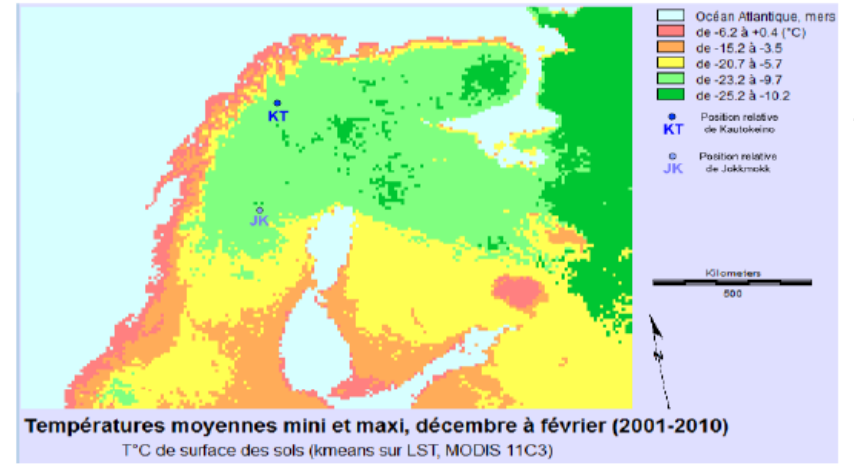 Océan Atlantique, mers
de -6.2 à +0.4 (°C)
de -15.2 à -3.5
de -20.7 à -5.7
de -23.2 à -9.7
de -25.2 à -10.2
KT
Position relative
de Kautokeino
JK
Position relative
de Jokkmokk
KT
JK
Kilometers
500
N
Températures moyennes mini et maxi, décembre à février (2001-2010)
T°C de surface des sols (kmeans sur LST, MODIS 11C3)